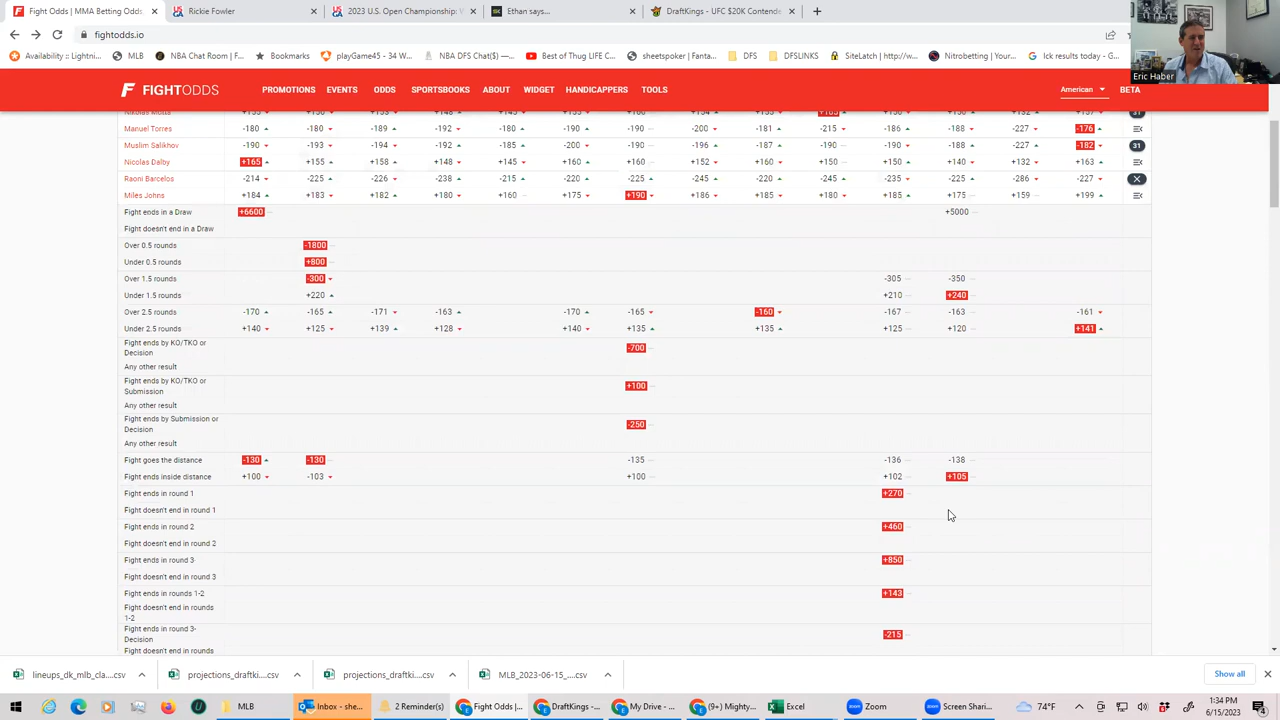 Fight Odds | MMA Betting Odds Rickie Fowler 2023 U.S. Open Championship: Ethan says... DraftKings - UFC $20K Contende
fightodds.io
Availability :: Lightni... MLB NBA Chat Room | F... Bookmarks playGame45 - 34 W... NBA DFS Chat($) —... Best of Thug LIFE C... sheetspoker | Fanta... DFS DFSLINKS SiteLatch | http://w... Nitrobetting | Your... Ick results today - G...
Eric Haber
FIGHTODDS PROMOTIONS EVENTS ODDS SPORTSBOOKS ABOUT WIDGET HANDICAPPERS TOOLS American BETA
Manuel Torres -180 -180 -189 -192 -180 -190 -190 -200 -181 -215 -186 -188 -227 -176
Muslim Salikhov -190 -193 -194 -192 -185 -200 -190 -196 -187 -190 -190 -188 -227 -182 31
Nicolas Dalby +165 +155 +158 +148 +145 +160 +160 +152 +160 +150 +150 +140 +132 +163
Raoni Barcelos -214 -225 -226 -238 -215 -220 -225 -245 -220 -245 -235 -225 -286 -227
Miles Johns +184 +183 +182 +180 +160 +175 +190 +186 +185 +180 +185 +175 +159 +199
Fight ends in a Draw +6600 +5000
Fight doesn't end in a Draw
Over 0.5 rounds -1800
Under 0.5 rounds +800
Over 1.5 rounds -300 -305 -350
Under 1.5 rounds +220 +210 +240
Over 2.5 rounds -170 -165 -171 -163 -170 -165 -160 -167 -163 -161
Under 2.5 rounds +140 +125 +139 +128 +140 +135 +135 +125 +120 +141
Fight ends by KO/TKO or
Decision -700
Any other result
Fight ends by KO/TKO or
Submission +100
Any other result
Fight ends by Submission or
Decision -250
Any other result
Fight goes the distance -130 -130 -135 -136 -138
Fight ends inside distance +100 -103 +100 +102 +105
Fight ends in round 1 +270
Fight doesn't end in round 1
Fight ends in round 2 +460
Fight doesn't end in round 2
Fight ends in round 3 +850
Fight doesn't end in round 3
Fight ends in rounds 1-2 +143
Fight doesn't end in rounds
1-2
Fight ends in round 3-
Decision -215
Fight doesn't end in rounds
lineups_dk_mlb_cla....csv projections_draftki....csv projections_draftki....csv MLB_2023-06-15_....csv Show all
MLB Inbox - she... 2 Reminder(s) Fight Odds |... DraftKings -... My Drive -... (9+) Mighty... Excel Zoom Screen Shari... 74°F 1:34 PM
6/15/2023